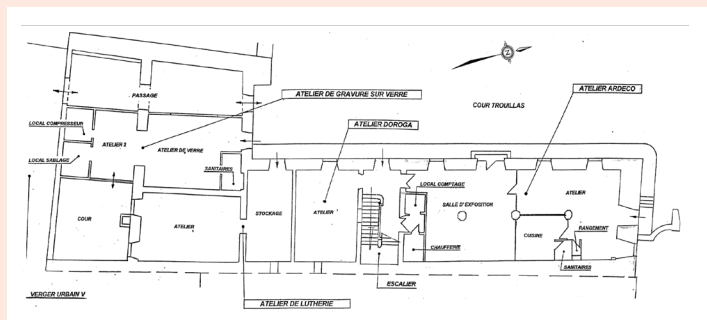 ATELIER DE GRAVURE SUR VERRE
ATELIER ARDECO
PASSAGE
COUR TROUILLAS
LOCAL COMPRESSEUR
ATELIER DOROGA
ATELIER 2
ATELIER DE VERRE
LOCAL SABLAGE
SANITAIRES
LOCAL COMPTAGE
ATELIER
COUR
ATELIER
STOCKAGE
ATELIER
SALLE D'EXPOSITION
CUISINE
RANGEMENT
CHAUFFERIE
SANITAIRES
ESCALIER
VERGER URBAIN V
ATELIER DE LUTHERIE